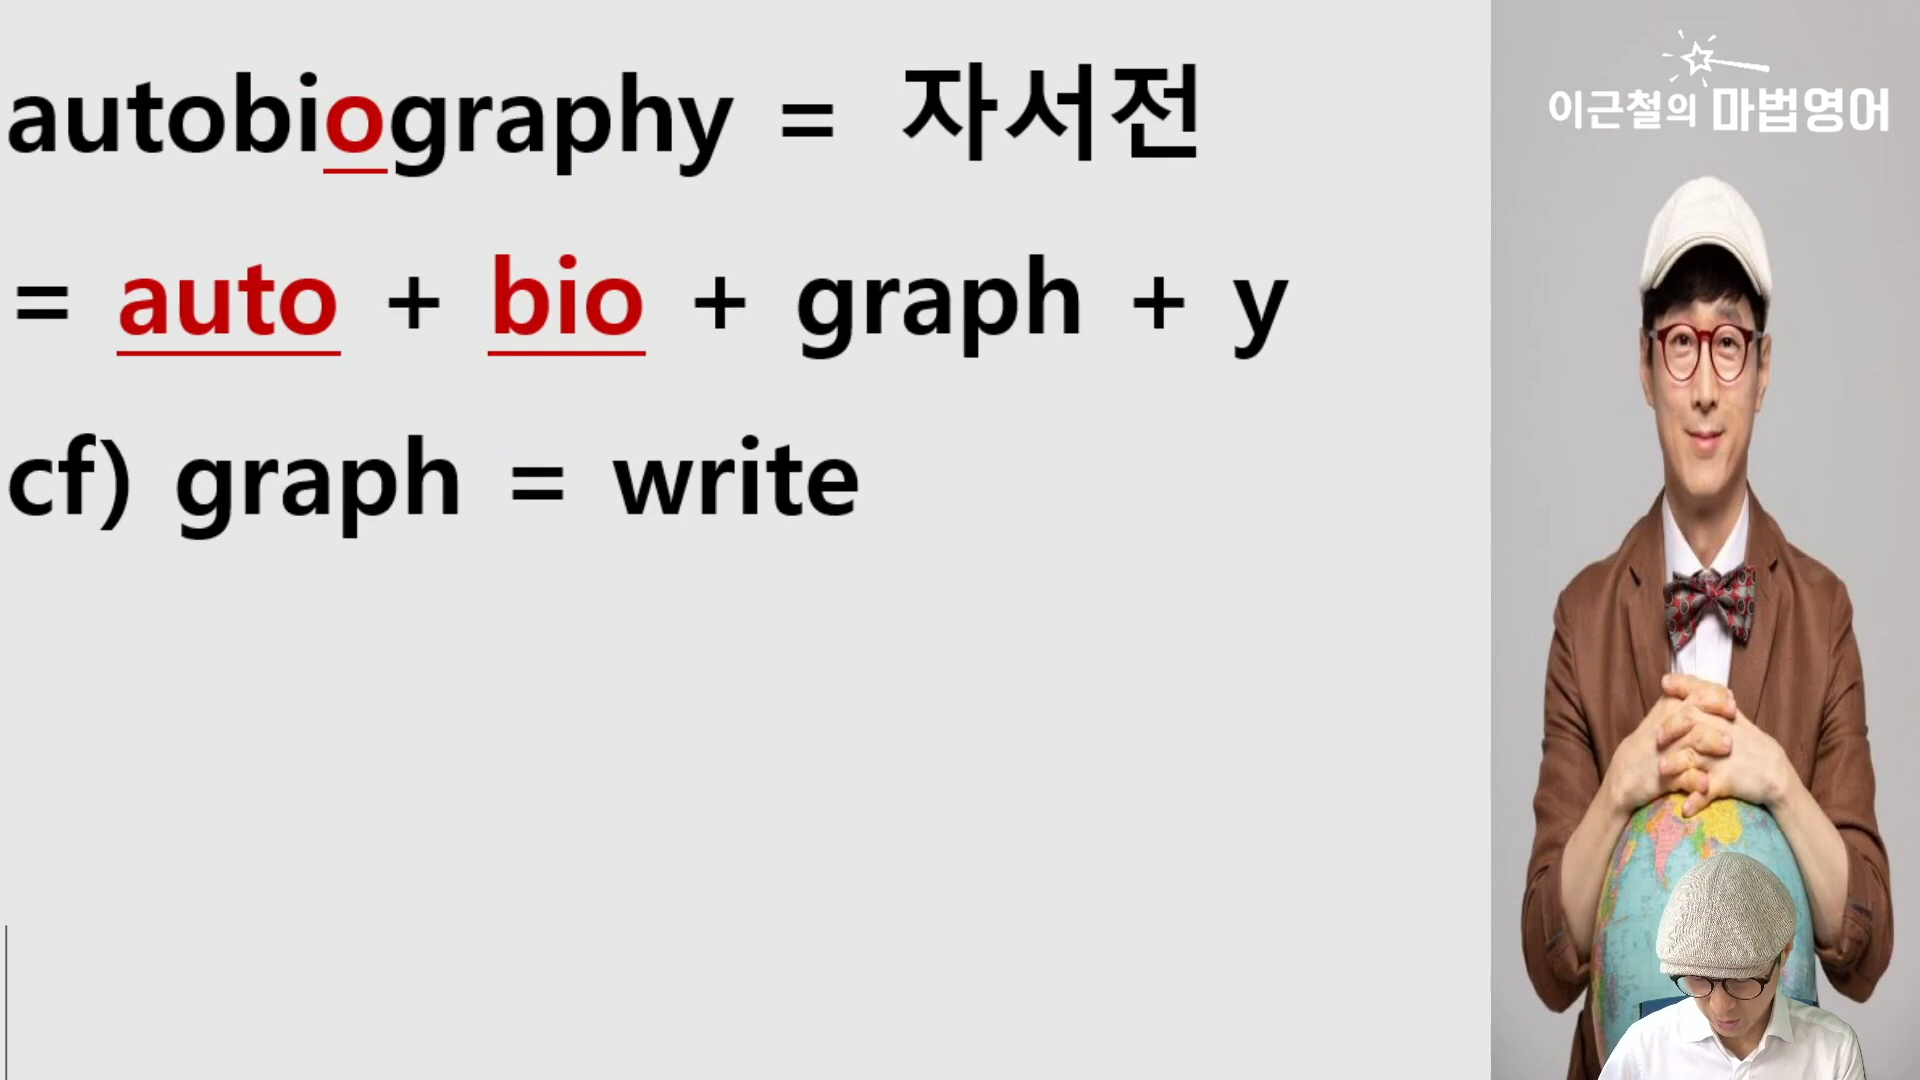 autobiography = 자서전
= auto + bio + graph + y
cf) graph = write
이근철의 마법영어